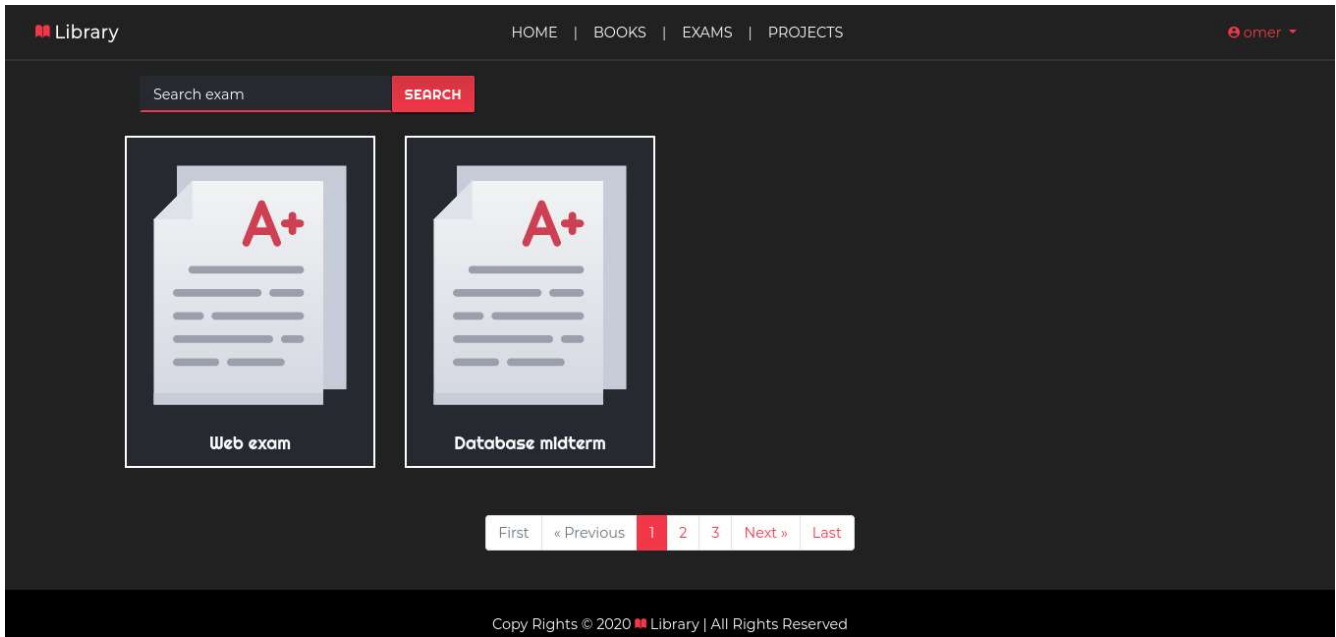 Library
HOME | BOOKS | EXAMS | PROJECTS
omer
Search exam
SEARCH
A+
A+
Web exam
Database midterm
First « Previous 1 2 3 Next » Last
Copy Rights © 2020 Library | All Rights Reserved